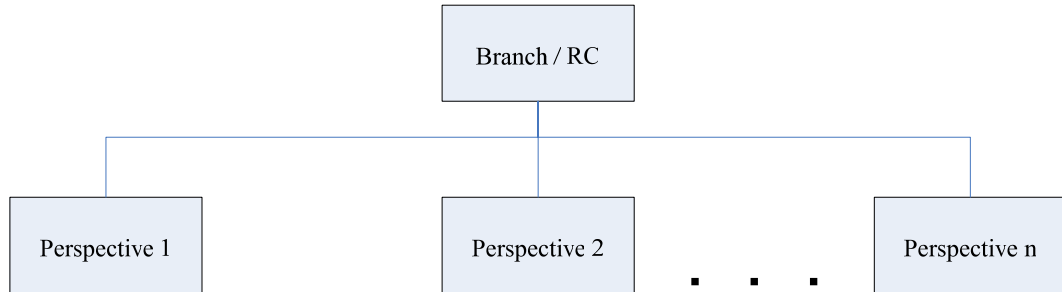 Branch / RC
Perspective 1
Perspective 2
. . .
Perspective n